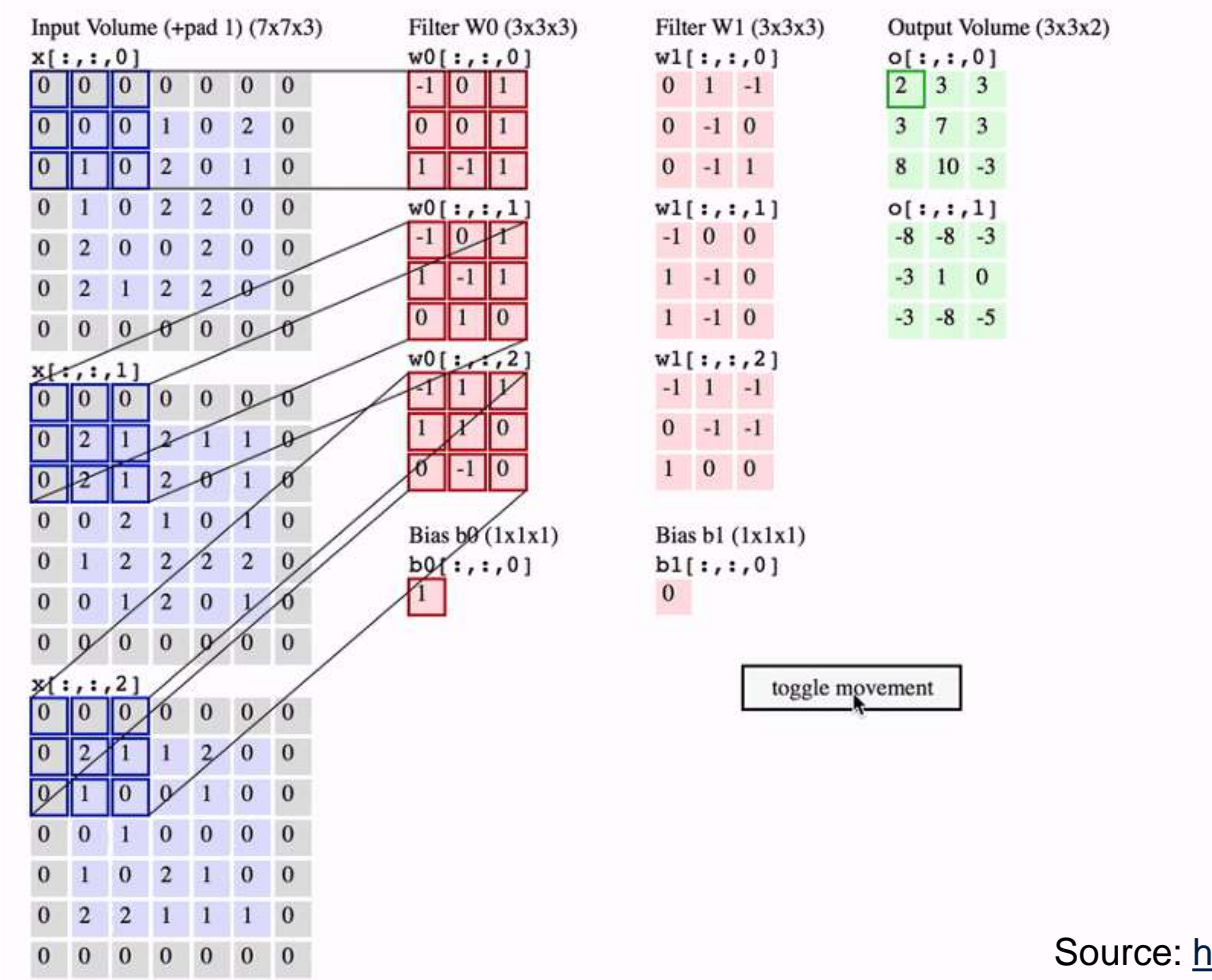 Input Volume (+pad 1) (7x7x3)
x[:,:,0]
0 0 0 0 0 0 0
0 0 0 1 0 2 0
0 1 0 2 0 1 0
0 1 0 2 2 0 0
0 2 0 0 2 0 0
0 2 1 2 2 0 0
0 0 0 0 0 0 0
x[:,:,1]
0 0 0 0 0 0 0
0 2 1 2 1 1 0
0 2 1 2 0 1 0
0 0 2 1 0 1 0
0 1 2 2 2 2 0
0 0 1 2 0 1 0
0 0 0 0 0 0 0
x[:,:,2]
0 0 0 0 0 0 0
0 2 1 1 2 0 0
0 1 0 0 1 0 0
0 0 1 0 0 0 0
0 1 0 2 1 0 0
0 2 2 1 1 1 0
0 0 0 0 0 0 0
Filter W0 (3x3x3)
w0[:,:,0]
-1 0 1
0 0 1
1 -1 1
w0[:,:,1]
-1 0 1
1 -1 1
0 1 0
w0[:,:,2]
-1 1 1
1 1 0
0 -1 0
Bias b0 (1x1x1)
b0[:,:,0]
1
Filter W1 (3x3x3)
w1[:,:,0]
0 1 -1
0 -1 0
0 -1 1
w1[:,:,1]
-1 0 0
1 -1 0
1 -1 0
w1[:,:,2]
-1 1 -1
0 -1 -1
1 0 0
Bias b1 (1x1x1)
b1[:,:,0]
0
Output Volume (3x3x2)
o[:,:,0]
2 3 3
3 7 3
8 10 -3
o[:,:,1]
-8 -8 -3
-3 1 0
-3 -8 -5
toggle movement
Source: h